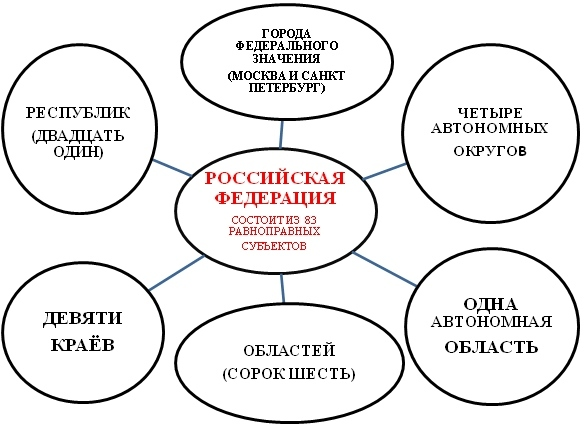 ГОРОДА
ФЕДЕРАЛЬНОГО
ЗНАЧЕНИЯ
(МОСКВА И САНКТ
ПЕТЕРБУРГ)
РЕСПУБЛИК
(ДВАДЦАТЬ
ОДИН)
ЧЕТЫРЕ
АВТОНОМНЫХ
ОКРУГОВ
РОССИЙСКАЯ
ФЕДЕРАЦИЯ
СОСТОИТ ИЗ 83
РАВНОПРАВНЫХ
СУБЪЕКТОВ
ДЕВЯТИ
КРАЁВ
ОБЛАСТЕЙ
(СОРОК ШЕСТЬ)
ОДНА
АВТОНОМНАЯ
ОБЛАСТЬ